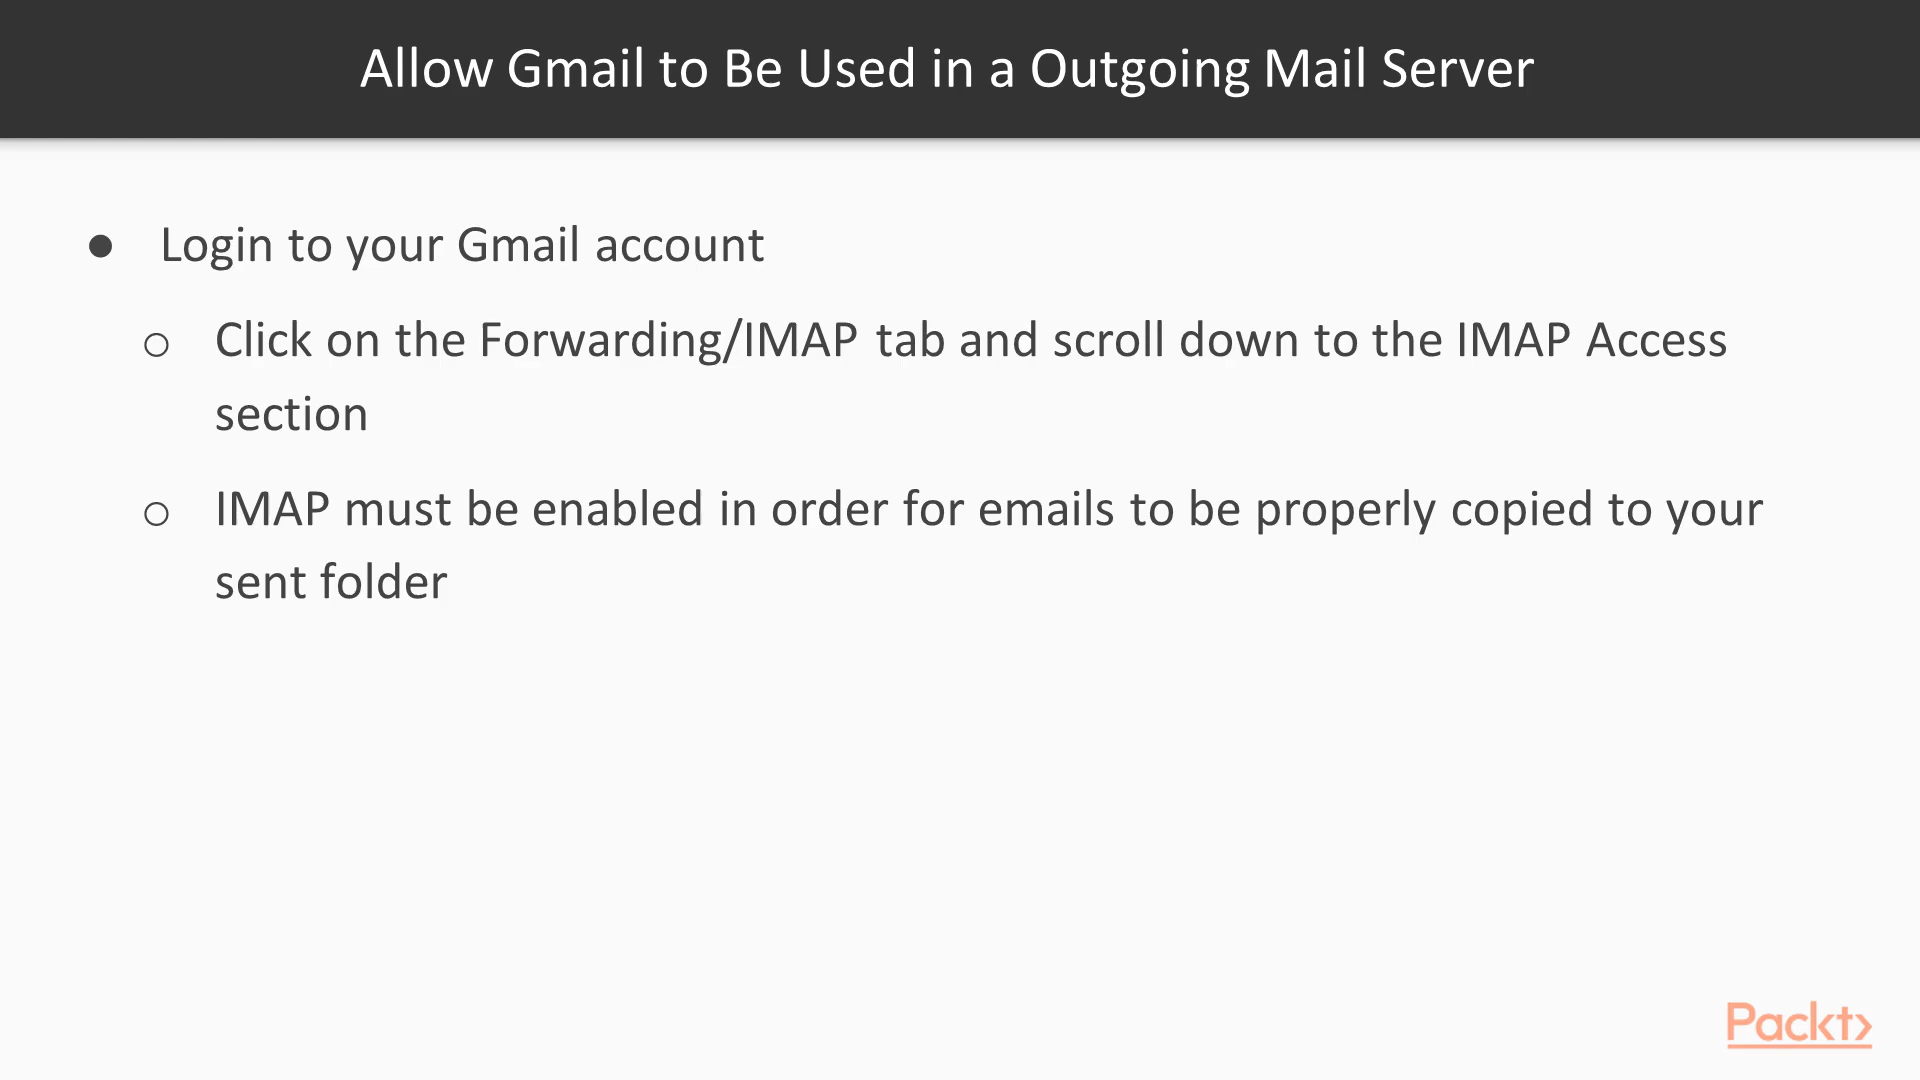 Allow Gmail to Be Used in a Outgoing Mail Server
● Login to your Gmail account
○ Click on the Forwarding/IMAP tab and scroll down to the IMAP Access
section
○ IMAP must be enabled in order for emails to be properly copied to your
sent folder
Packt>